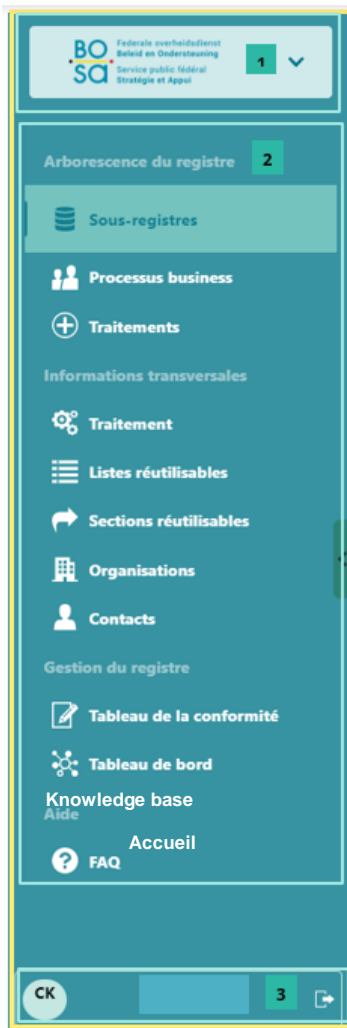 BOSA
Federale overheidsdienst
Beleid en Ondersteuning
Service public fédéral
Stratégie et Appui
1
Arborescence du registre 2
Sous-registres
Processus business
Traitements
Informations transversales
Traitement
Listes réutilisables
Sections réutilisables
Organisations
Contacts
Gestion du registre
Tableau de la conformité
Tableau de bord
Knowledge base
Aide
Accueil
FAQ
CK 3